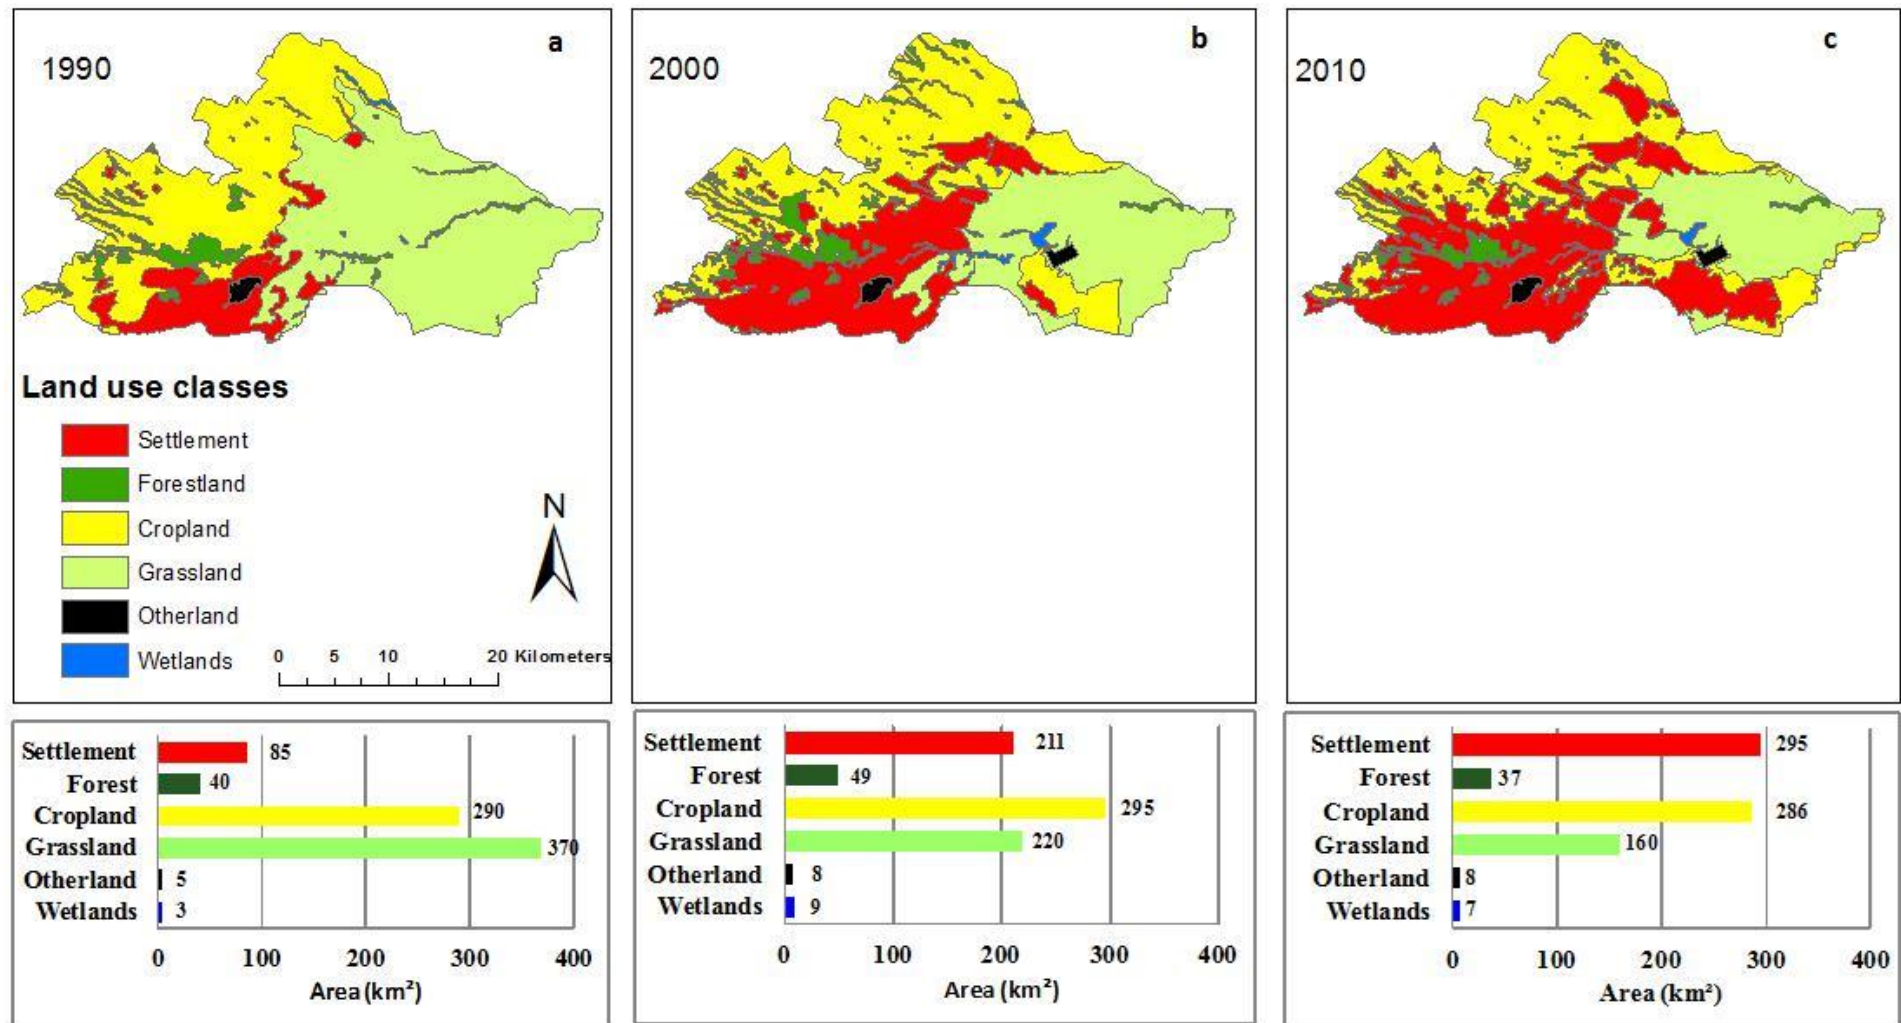 a
1990
Land use classes
Settlement
Forestland
Cropland
Grassland
Otherland
Wetlands
N
0 5 10 20 Kilometers
b
2000
c
2010
Settlement 85
Forest 40
Cropland 290
Grassland 370
Otherland 5
Wetlands 3
0 100 200 300 400
Area (km²)
Settlement 211
Forest 49
Cropland 295
Grassland 220
Otherland 8
Wetlands 9
0 100 200 300 400
Area (km²)
Settlement 295
Forest 37
Cropland 286
Grassland 160
Otherland 8
Wetlands 7
0 100 200 300 400
Area (km²)